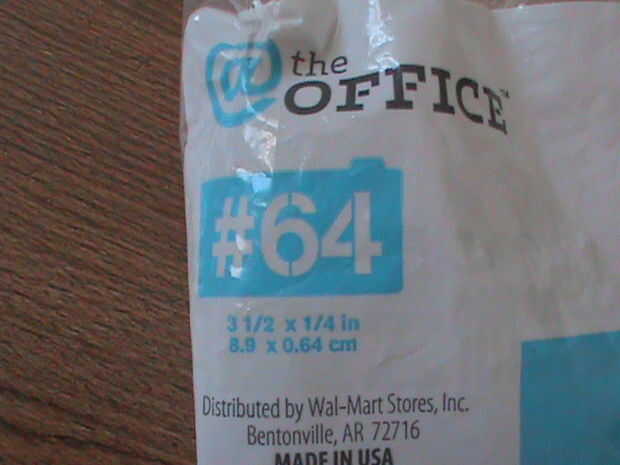 @ the
OFFICE™
#64
3 1/2 x 1/4 in
8.9 x 0.64 cm
Distributed by Wal-Mart Stores, Inc.
Bentonville, AR 72716
MADE IN USA